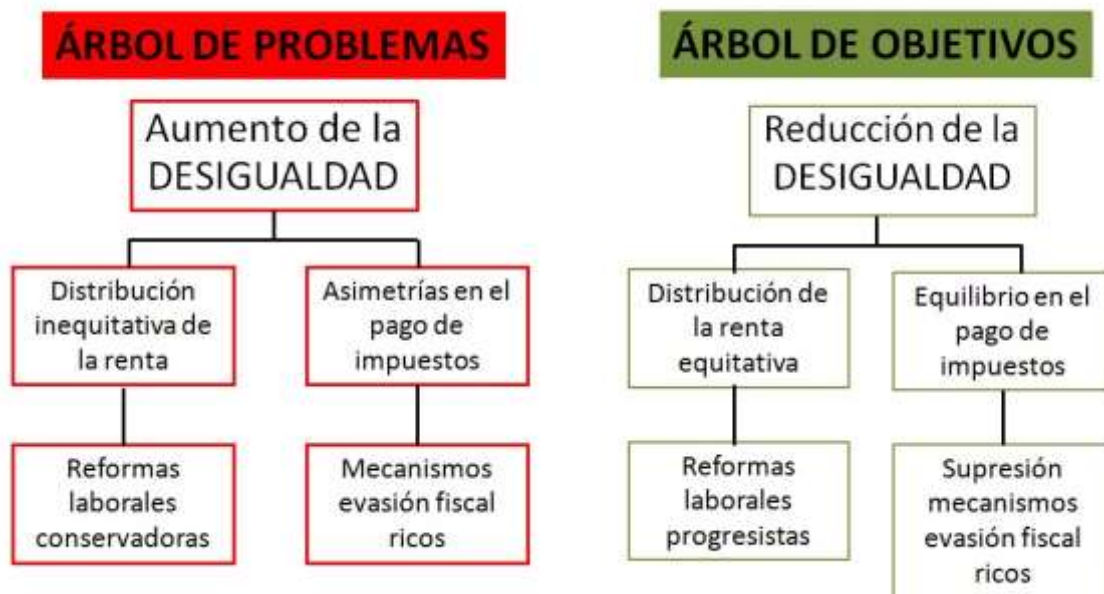 ÁRBOL DE PROBLEMAS
Aumento de la
DESIGUALDAD
Distribución
inequitativa de
la renta
Asimetrías en el
pago de
impuestos
Reformas
laborales
conservadoras
Mecanismos
evasión fiscal
ricos
ÁRBOL DE OBJETIVOS
Reducción de la
DESIGUALDAD
Distribución de
la renta
equitativa
Equilibrio en el
pago de
impuestos
Reformas
laborales
progresistas
Supresión
mecanismos
evasión fiscal
ricos